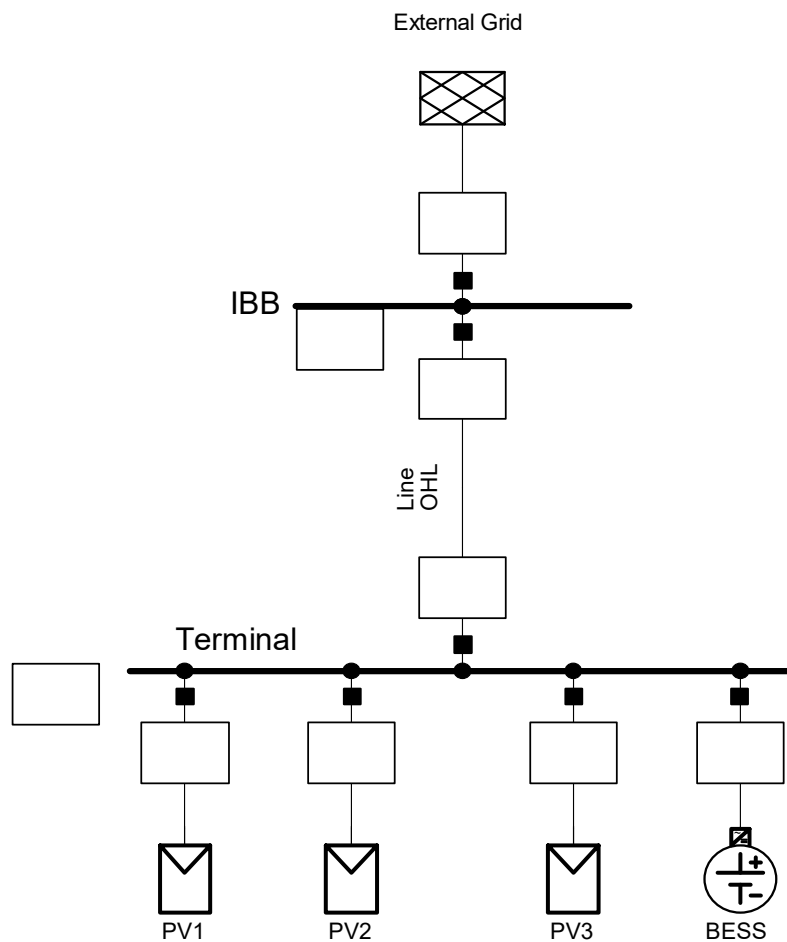 External Grid
IBB
Line
OHL
Terminal
PV1
PV2
PV3
BESS